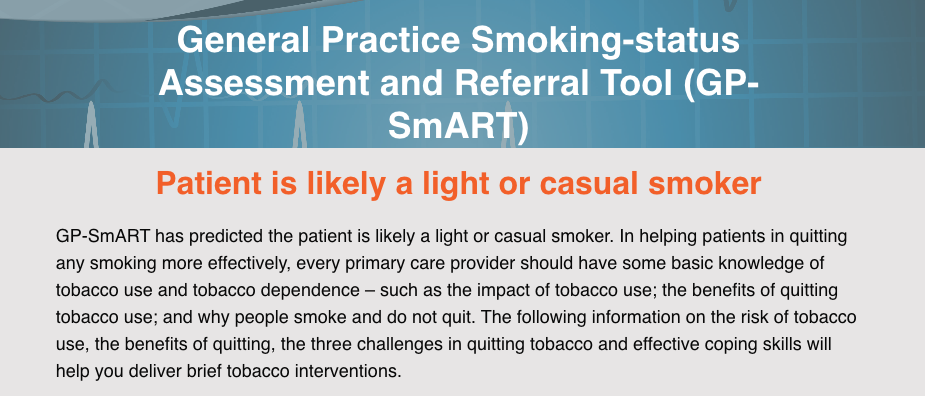 General Practice Smoking-status
Assessment and Referral Tool (GP-
SmART)
Patient is likely a light or casual smoker
GP-SmART has predicted the patient is likely a light or casual smoker. In helping patients in quitting
any smoking more effectively, every primary care provider should have some basic knowledge of
tobacco use and tobacco dependence – such as the impact of tobacco use; the benefits of quitting
tobacco use; and why people smoke and do not quit. The following information on the risk of tobacco
use, the benefits of quitting, the three challenges in quitting tobacco and effective coping skills will
help you deliver brief tobacco interventions.